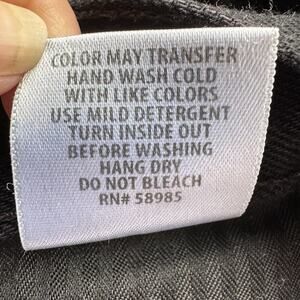 COLOR MAY TRANSFER
HAND WASH COLD
WITH LIKE COLORS
USE MILD DETERGENT
TURN INSIDE OUT
BEFORE WASHING
HANG DRY
DO NOT BLEACH
RN# 58985